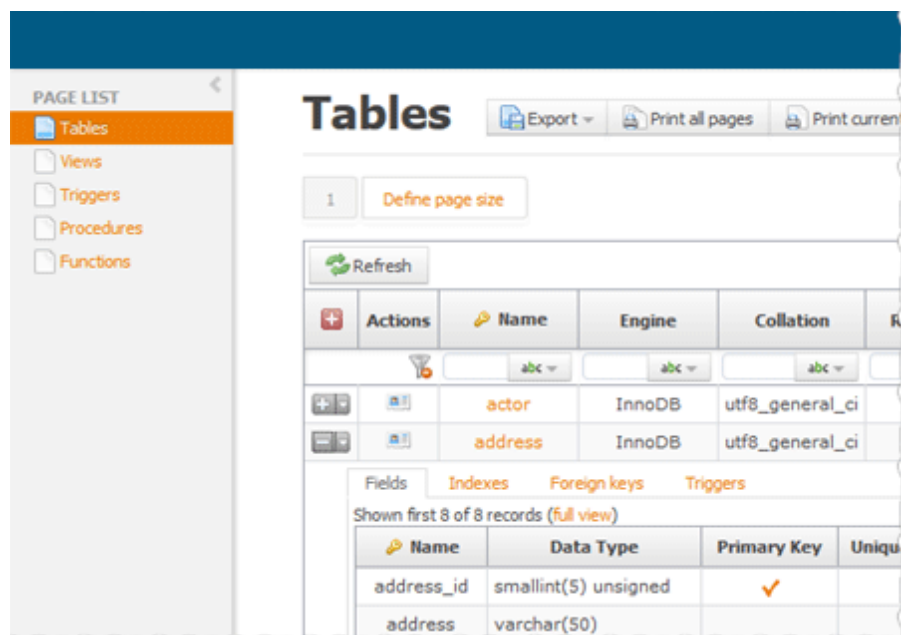 PAGE LIST
Tables
Views
Triggers
Procedures
Functions
Tables
Export
Print all pages
Print curren
1
Define page size
Refresh
Actions Name Engine Collation
abc abc abc
actor InnoDB utf8_general_ci
address InnoDB utf8_general_ci
Fields Indexes Foreign keys Triggers
Shown first 8 of 8 records (full view)
Name Data Type Primary Key Uniqu
address_id smallint(5) unsigned
address varchar(50)